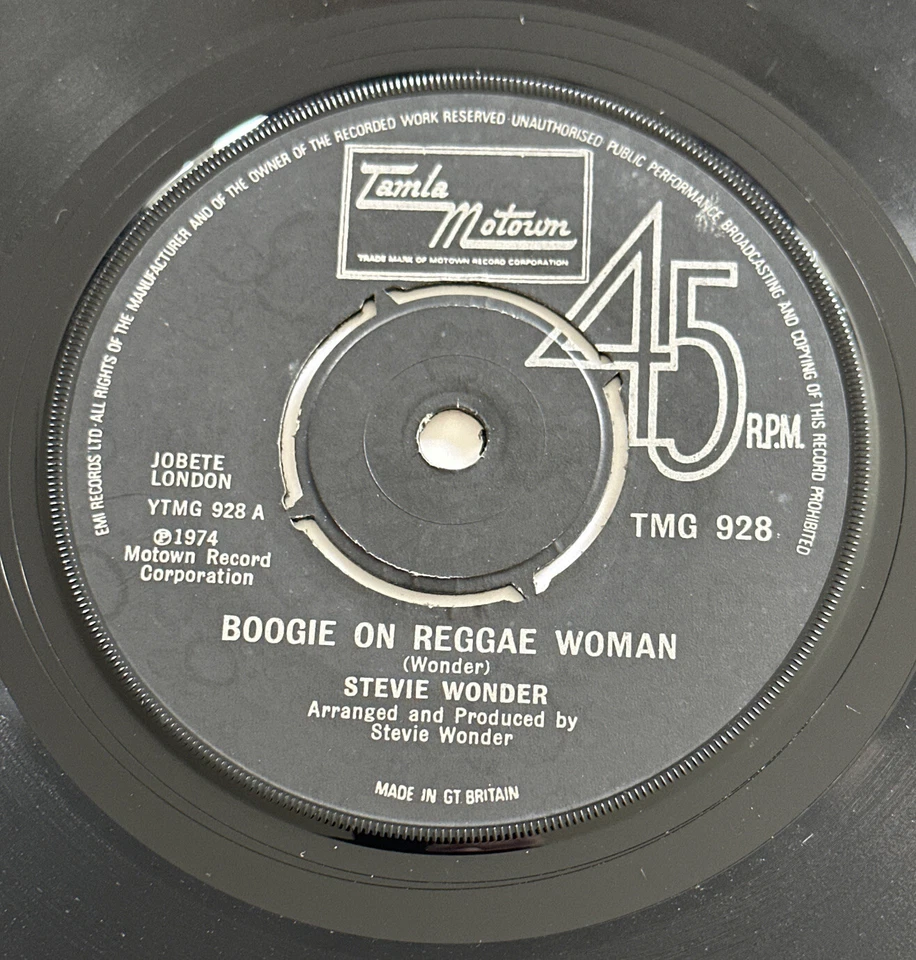 EMI RECORDS LTD·ALL RIGHTS OF THE MANUFACTURER AND OF THE OWNER OF THE RECORDED WORK RESERVED·UNAUTHORISED PUBLIC PERFORMANCE BROADCASTING AND COPYING OF THIS RECORD PROHIBITED
Tamla
Motown
TRADE MARK OF MOTOWN RECORD CORPORATION
45
R.P.M.
JOBETE
LONDON
YTMG 928 A
℗1974
Motown Record
Corporation
TMG 928
BOOGIE ON REGGAE WOMAN
(Wonder)
STEVIE WONDER
Arranged and Produced by
Stevie Wonder
MADE IN GT. BRITAIN